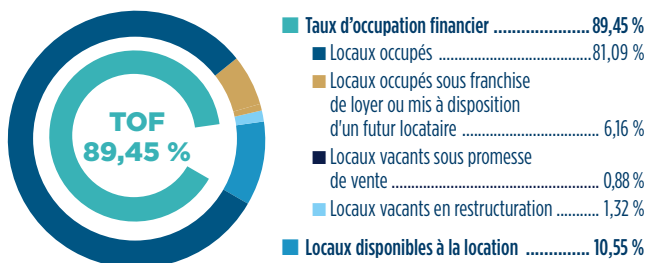 TOF
89,45 %
Taux d'occupation financier ..................... 89,45 %
Locaux occupés ........................................81,09 %
Locaux occupés sous franchise
de loyer ou mis à disposition
d'un futur locataire .................................... 6,16 %
Locaux vacants sous promesse
de vente ...................................................... 0,88 %
Locaux vacants en restructuration ........... 1,32 %
Locaux disponibles à la location .............. 10,55 %